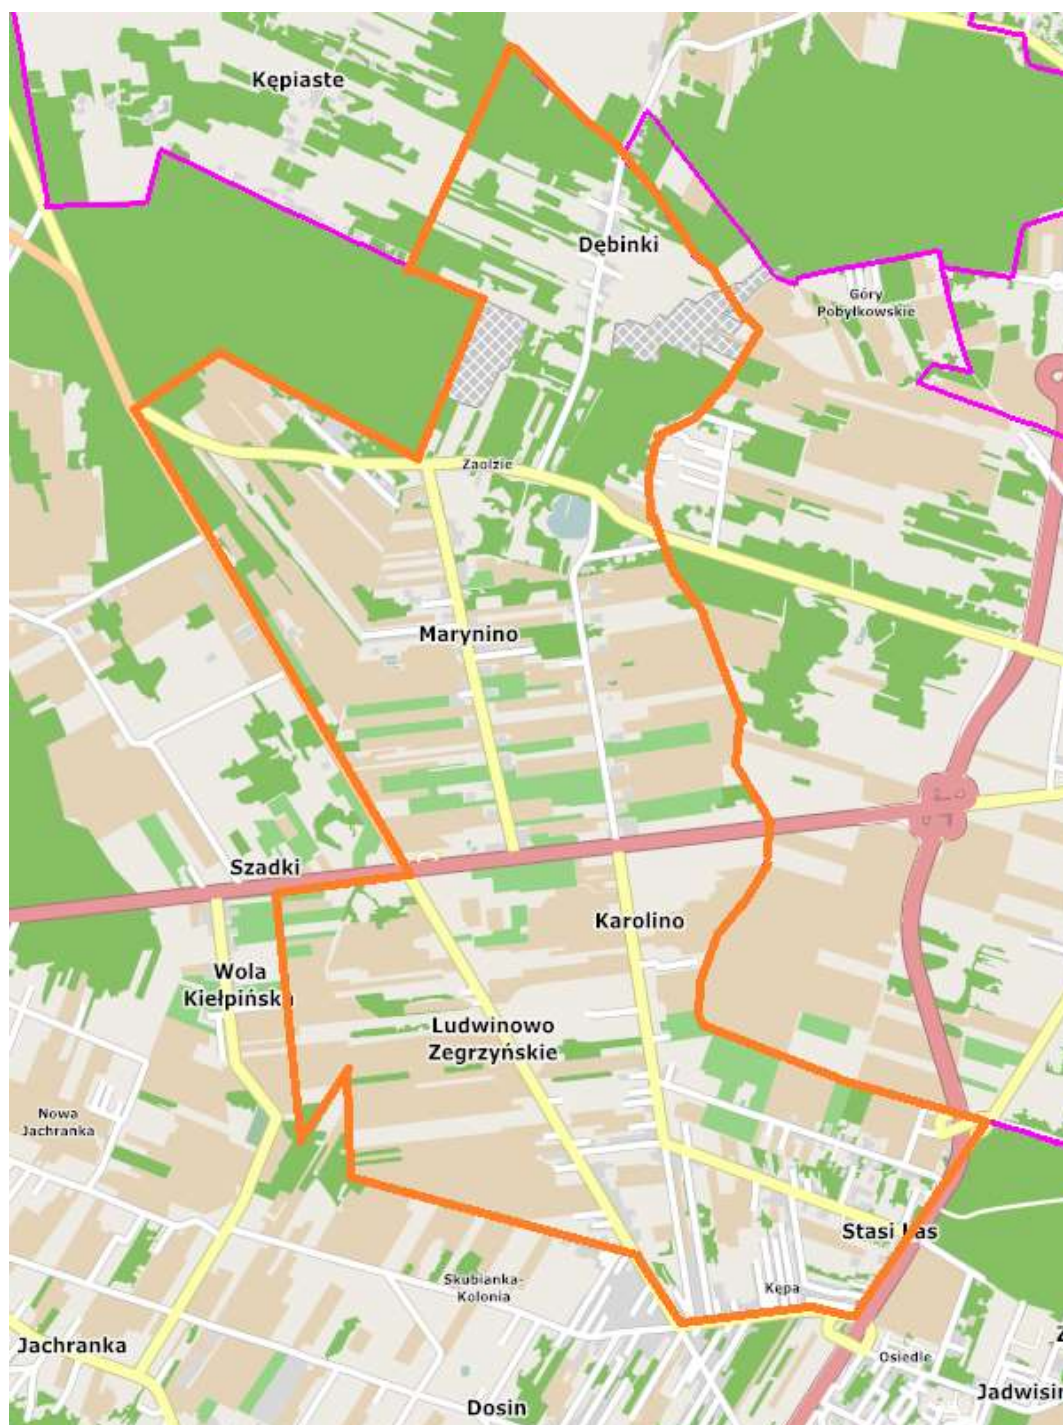 Kępiaste
Dębinki
Góry
Pobyłkowskie
Zaolzie
Marynino
Szadki
Karolino
Wola
Kiełpińska
Ludwinowo
Zegrzyńskie
Nowa
Jachranka
Stasi Las
Skubianka-
Kolonia
Kępa
Jachranka
Osiedle
Jadwisin
Dosin